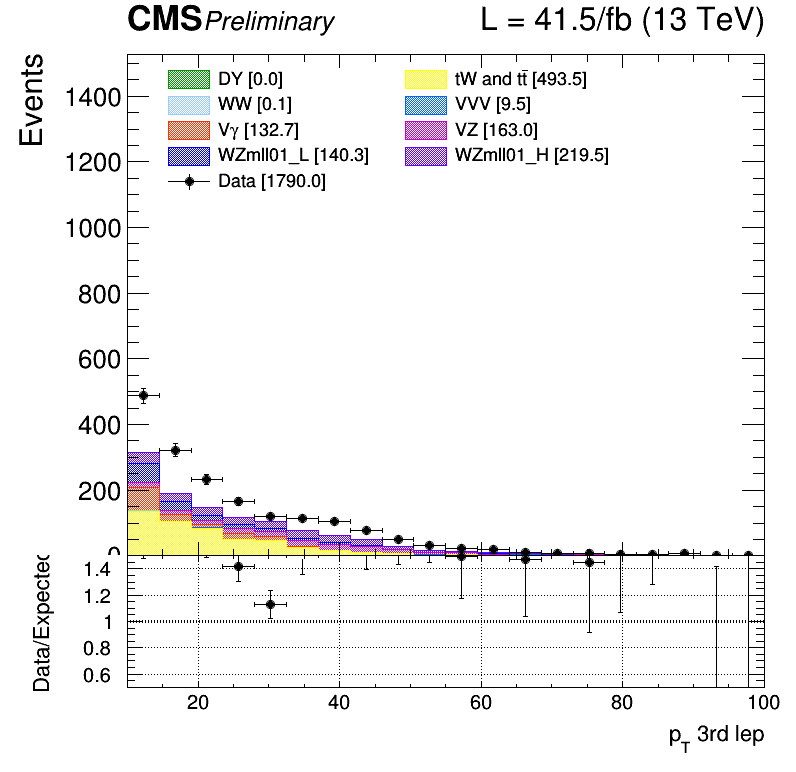 CMS Preliminary L = 41.5/fb (13 TeV)
Events
DY [0.0] tW and tt̄ [493.5]
WW [0.1] VVV [9.5]
Vγ [132.7] VZ [163.0]
WZmll01_L [140.3] WZmll01_H [219.5]
Data [1790.0]
1400
1200
1000
800
600
400
200
0
Data/Expected
1.4
1.2
1
0.8
0.6
20 40 60 80 100
p_T 3rd lep